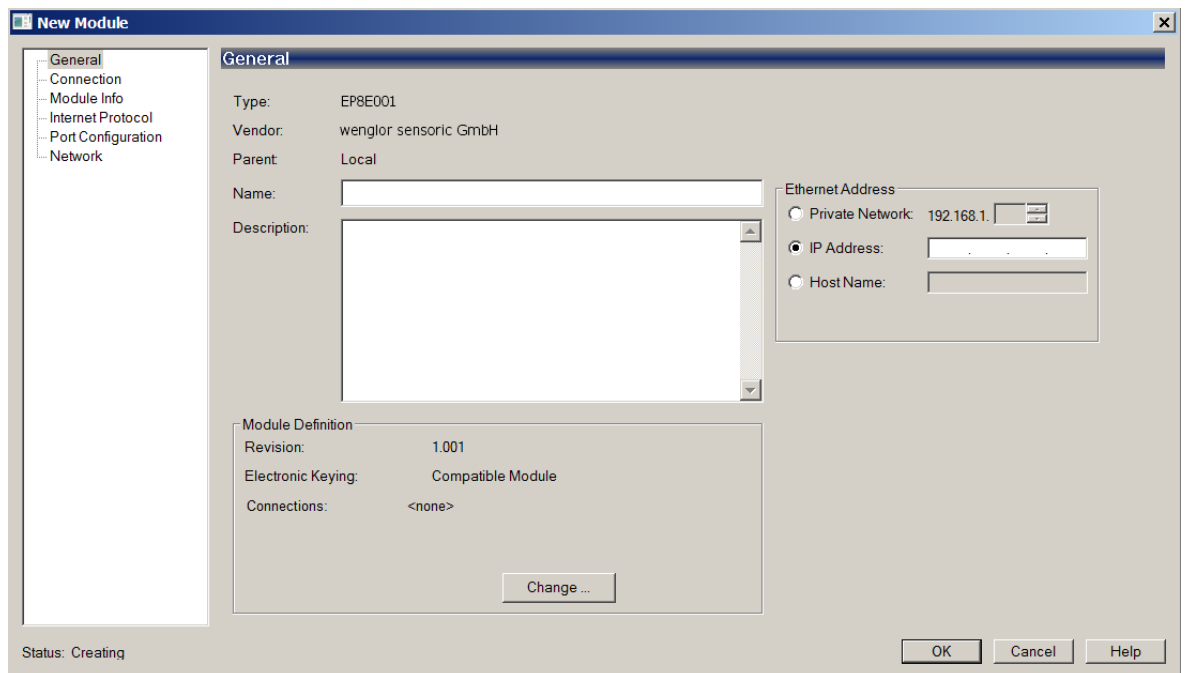 New Module
General
Connection
Module Info
Internet Protocol
Port Configuration
Network
General
Type: EP8E001
Vendor: wenglor sensoric GmbH
Parent: Local
Name:
Description:
Ethernet Address
Private Network: 192.168.1.
IP Address: . . .
Host Name:
Module Definition
Revision: 1.001
Electronic Keying: Compatible Module
Connections: <none>
Change ...
Status: Creating
OK Cancel Help